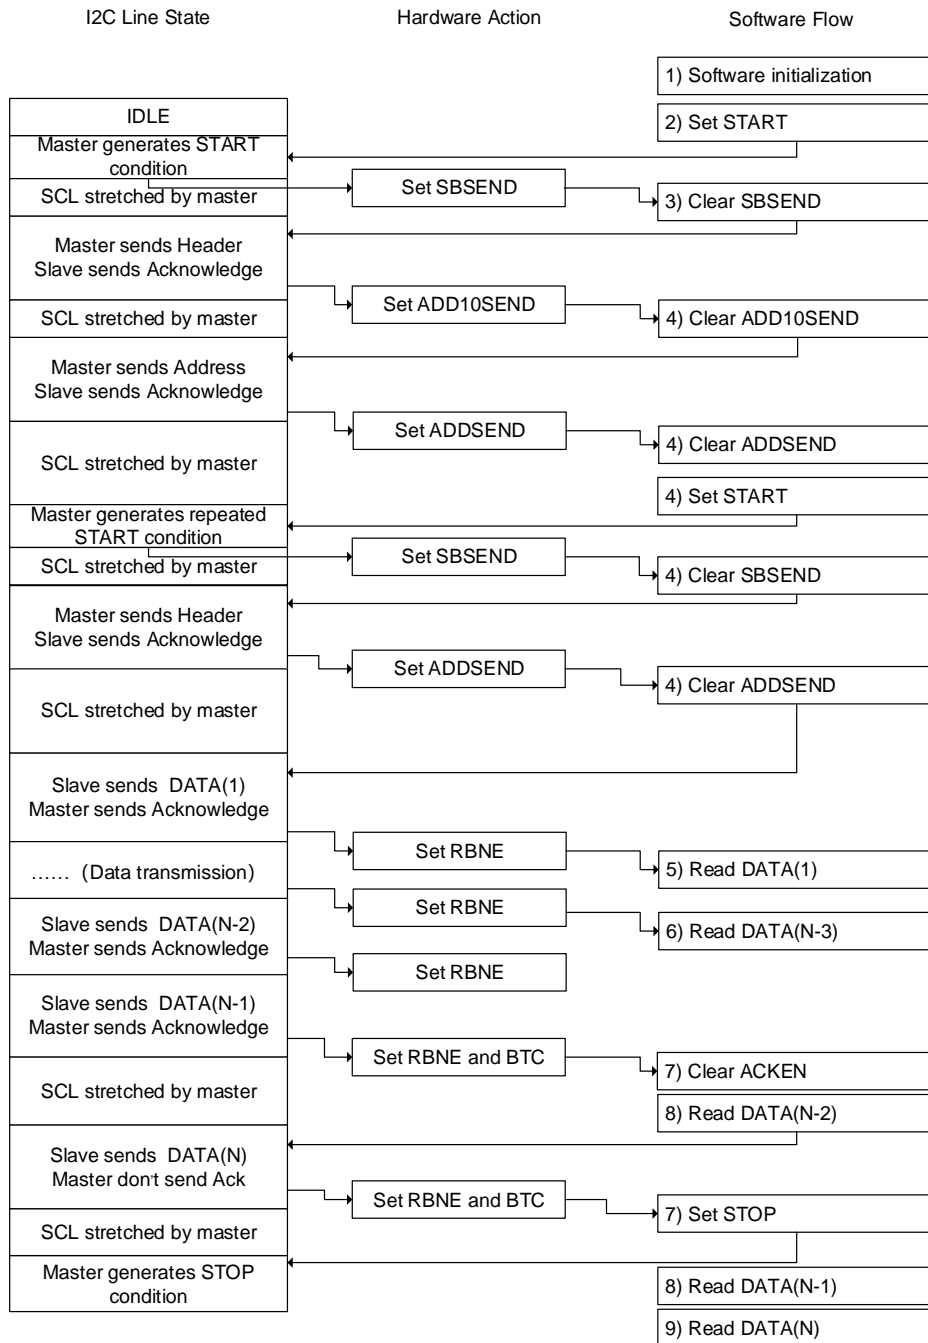 I2C Line State
Hardware Action
Software Flow
1) Software initialization
IDLE
2) Set START
Master generates START
condition
Set SBSEND
SCL stretched by master
3) Clear SBSEND
Master sends Header
Slave sends Acknowledge
Set ADD10SEND
SCL stretched by master
4) Clear ADD10SEND
Master sends Address
Slave sends Acknowledge
Set ADDSEND
4) Clear ADDSEND
SCL stretched by master
4) Set START
Master generates repeated
START condition
Set SBSEND
SCL stretched by master
4) Clear SBSEND
Master sends Header
Slave sends Acknowledge
Set ADDSEND
4) Clear ADDSEND
SCL stretched by master
Slave sends DATA(1)
Master sends Acknowledge
Set RBNE
5) Read DATA(1)
…… (Data transmission)
Set RBNE
6) Read DATA(N-3)
Slave sends DATA(N-2)
Master sends Acknowledge
Set RBNE
Slave sends DATA(N-1)
Master sends Acknowledge
Set RBNE and BTC
7) Clear ACKEN
SCL stretched by master
8) Read DATA(N-2)
Slave sends DATA(N)
Master don't send Ack
Set RBNE and BTC
7) Set STOP
SCL stretched by master
Master generates STOP
condition
8) Read DATA(N-1)
9) Read DATA(N)